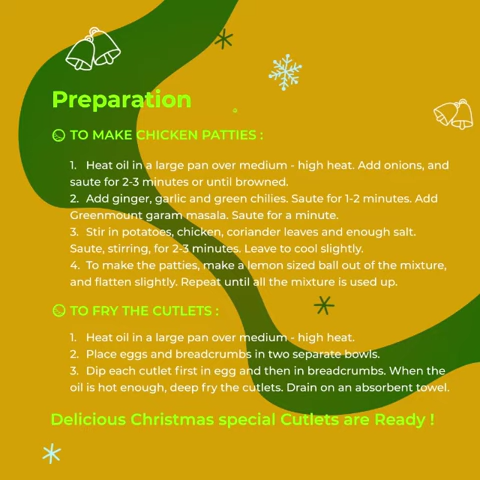 Preparation
TO MAKE CHICKEN PATTIES :
1. Heat oil in a large pan over medium - high heat. Add onions, and
saute for 2-3 minutes or until browned.
2. Add ginger, garlic and green chilies. Saute for 1-2 minutes. Add
Greenmount garam masala. Saute for a minute.
3. Stir in potatoes, chicken, coriander leaves and enough salt.
Saute, stirring, for 2-3 minutes. Leave to cool slightly.
4. To make the patties, make a lemon sized ball out of the mixture,
and flatten slightly. Repeat until all the mixture is used up.
TO FRY THE CUTLETS :
1. Heat oil in a large pan over medium - high heat.
2. Place eggs and breadcrumbs in two separate bowls.
3. Dip each cutlet first in egg and then in breadcrumbs. When the
oil is hot enough, deep fry the cutlets. Drain on an absorbent towel.
Delicious Christmas special Cutlets are Ready !